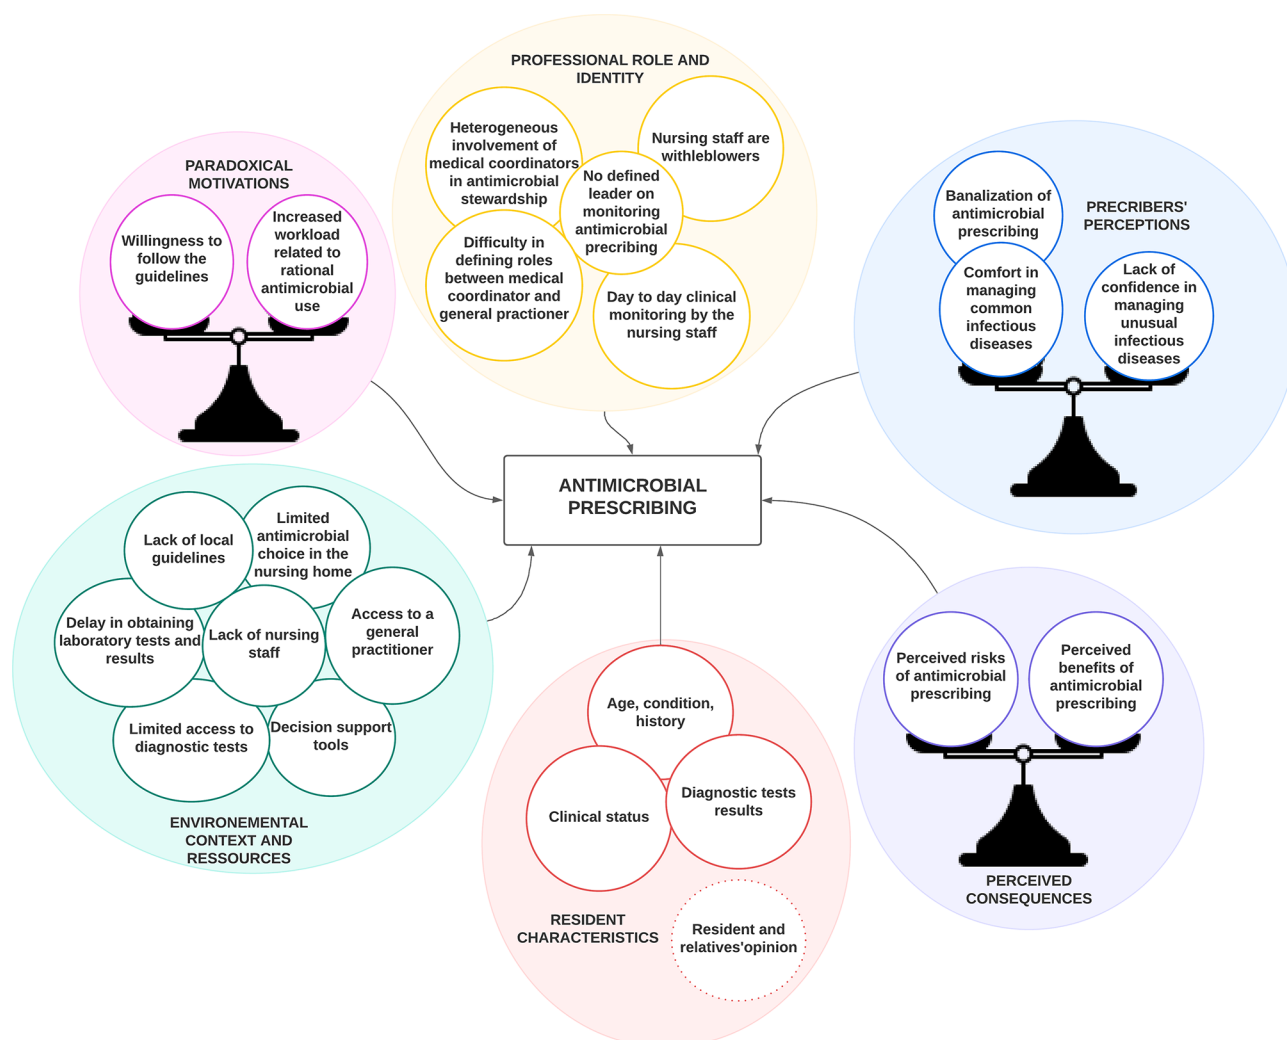 PROFESSIONAL ROLE AND
IDENTITY
Heterogeneous
involvement of
medical coordinators
in antimicrobial
stewardship
Nursing staff are
withleblowers
No defined
leader on
monitoring
antimicrobial
precribing
Difficulty in
defining roles
between medical
coordinator and
general practioner
Day to day clinical
monitoring by the
nursing staff
PARADOXICAL
MOTIVATIONS
Willingness to
follow the
guidelines
Increased
workload
related to
rational
antimicrobial
use
PRECRIBERS'
PERCEPTIONS
Banalization of
antimicrobial
prescribing
Comfort in
managing
common
infectious
diseases
Lack of
confidence in
managing
unusual
infectious
diseases
ANTIMICROBIAL
PRESCRIBING
Lack of local
guidelines
Limited
antimicrobial
choice in the
nursing home
Delay in obtaining
laboratory tests and
results
Lack of nursing
staff
Access to a
general
practitioner
Limited access to
diagnostic tests
Decision support
tools
ENVIRONEMENTAL
CONTEXT AND
RESSOURCES
Age, condition,
history
Clinical status
Diagnostic tests
results
RESIDENT
CHARACTERISTICS
Resident and
relatives'opinion
Perceived risks
of antimicrobial
prescribing
Perceived
benefits of
antimicrobial
prescribing
PERCEIVED
CONSEQUENCES